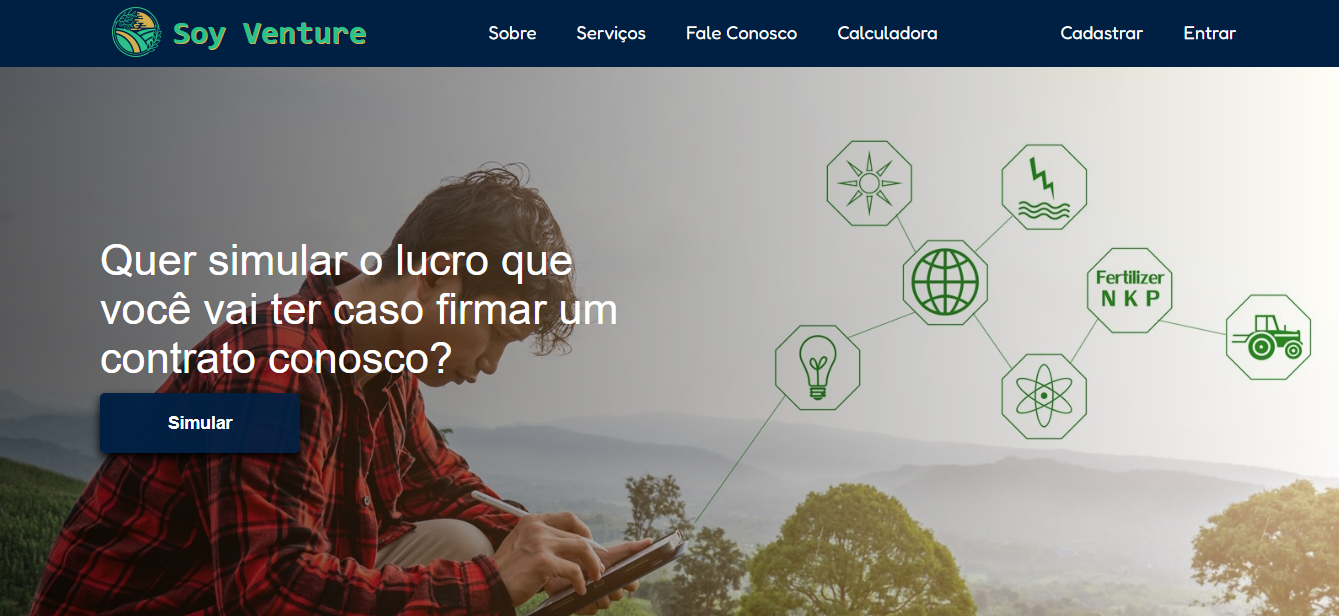 Soy Venture
Sobre
Serviços
Fale Conosco
Calculadora
Cadastrar
Entrar
Quer simular o lucro que
você vai ter caso firmar um
contrato conosco?
Simular
Fertilizer
N K P